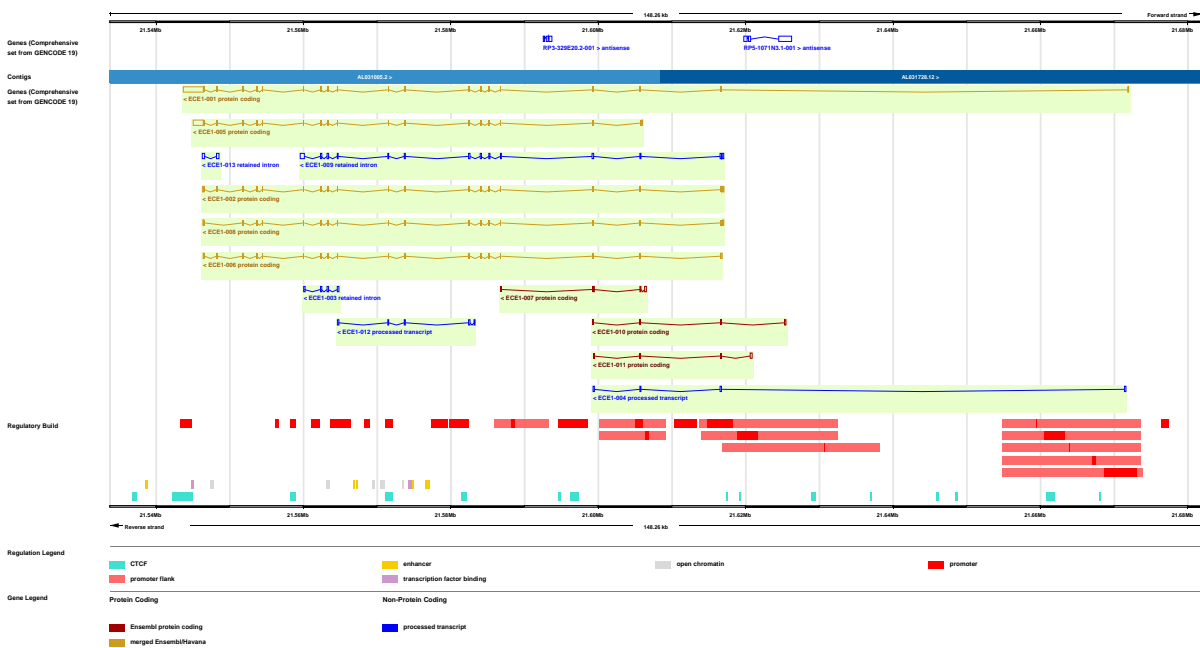 148.26 kb
Forward strand
21.54Mb 21.56Mb 21.58Mb 21.60Mb 21.62Mb 21.64Mb 21.66Mb 21.68Mb
Genes (Comprehensive
set from GENCODE 19)
RP3-329E20.2-001 > antisense
RP5-1071N3.1-001 > antisense
Contigs
AL031005.2 >
AL031728.12 >
Genes (Comprehensive
set from GENCODE 19)
< ECE1-001 protein coding
< ECE1-005 protein coding
< ECE1-013 retained intron
< ECE1-009 retained intron
< ECE1-002 protein coding
< ECE1-008 protein coding
< ECE1-006 protein coding
< ECE1-003 retained intron
< ECE1-007 protein coding
< ECE1-012 processed transcript
< ECE1-010 protein coding
< ECE1-011 protein coding
< ECE1-004 processed transcript
Regulatory Build
21.54Mb 21.56Mb 21.58Mb 21.60Mb 21.62Mb 21.64Mb 21.66Mb 21.68Mb
Reverse strand
148.26 kb
Regulation Legend
CTCF
enhancer
open chromatin
promoter
promoter flank
transcription factor binding
Gene Legend
Protein Coding
Non-Protein Coding
Ensembl protein coding
processed transcript
merged Ensembl/Havana